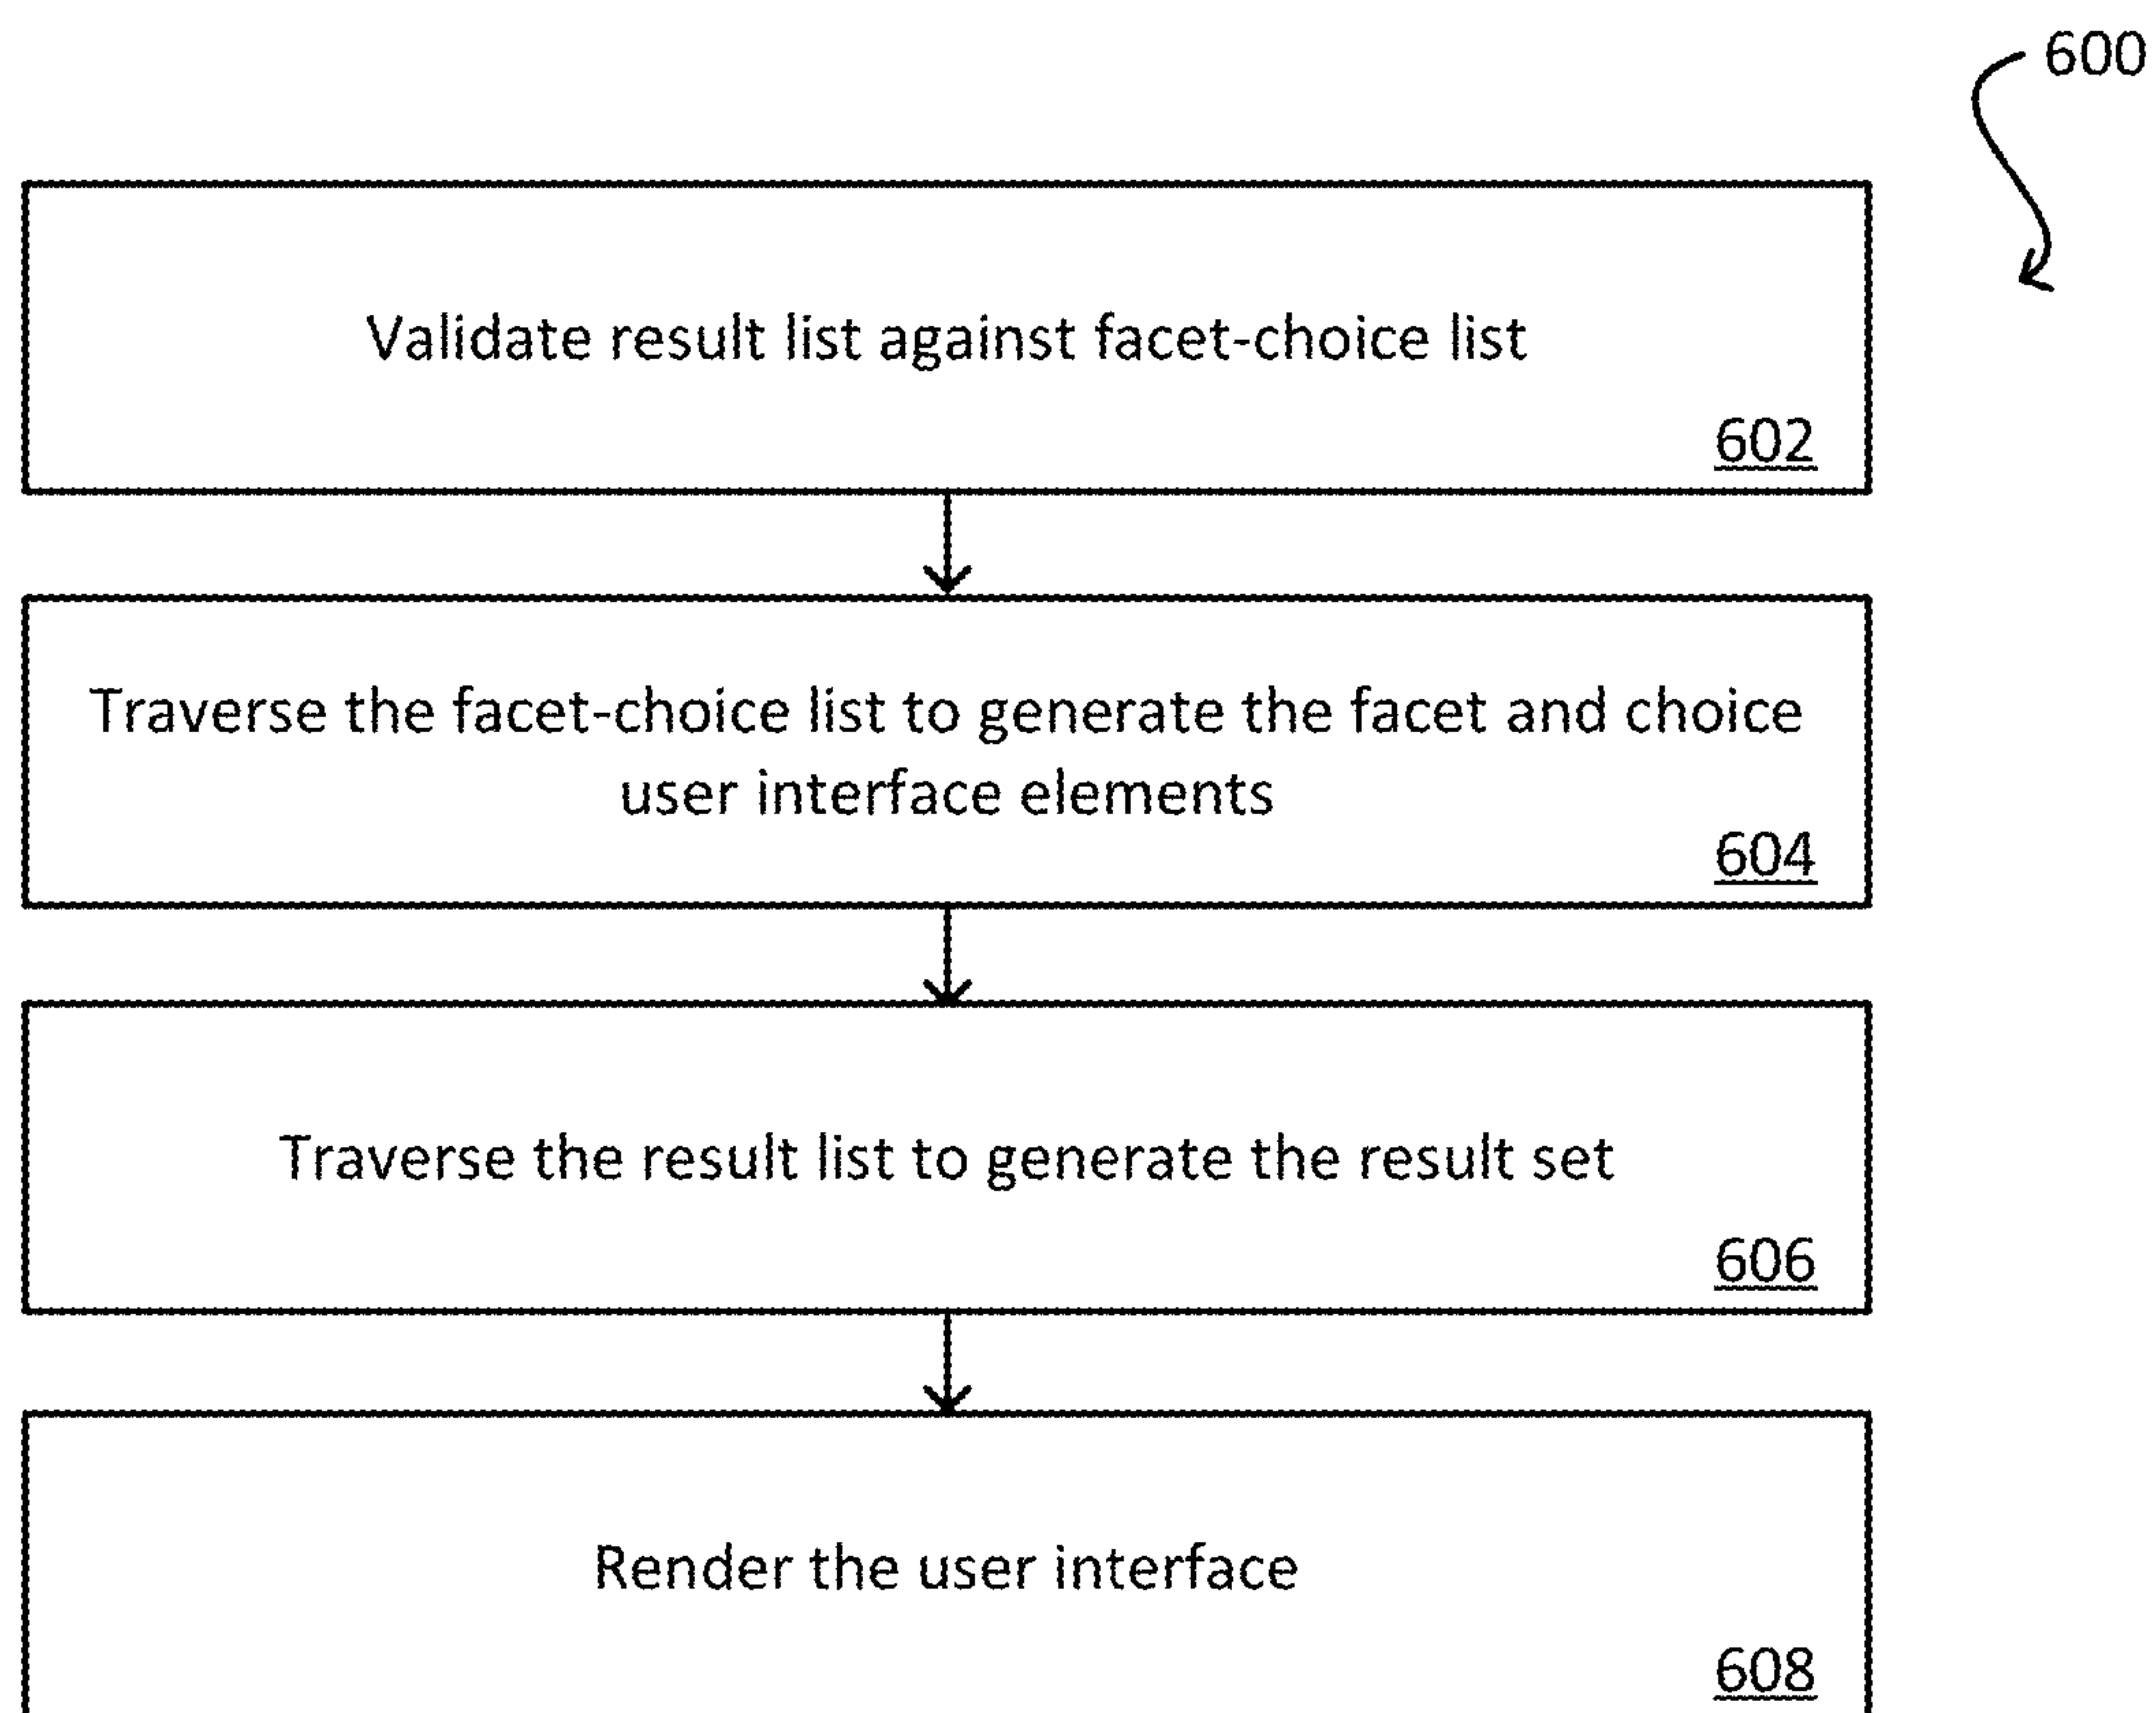 600
Validate result list against facet-choice list
602
Traverse the facet-choice list to generate the facet and choice
user interface elements
604
Traverse the result list to generate the result set
606
Render the user interface
608